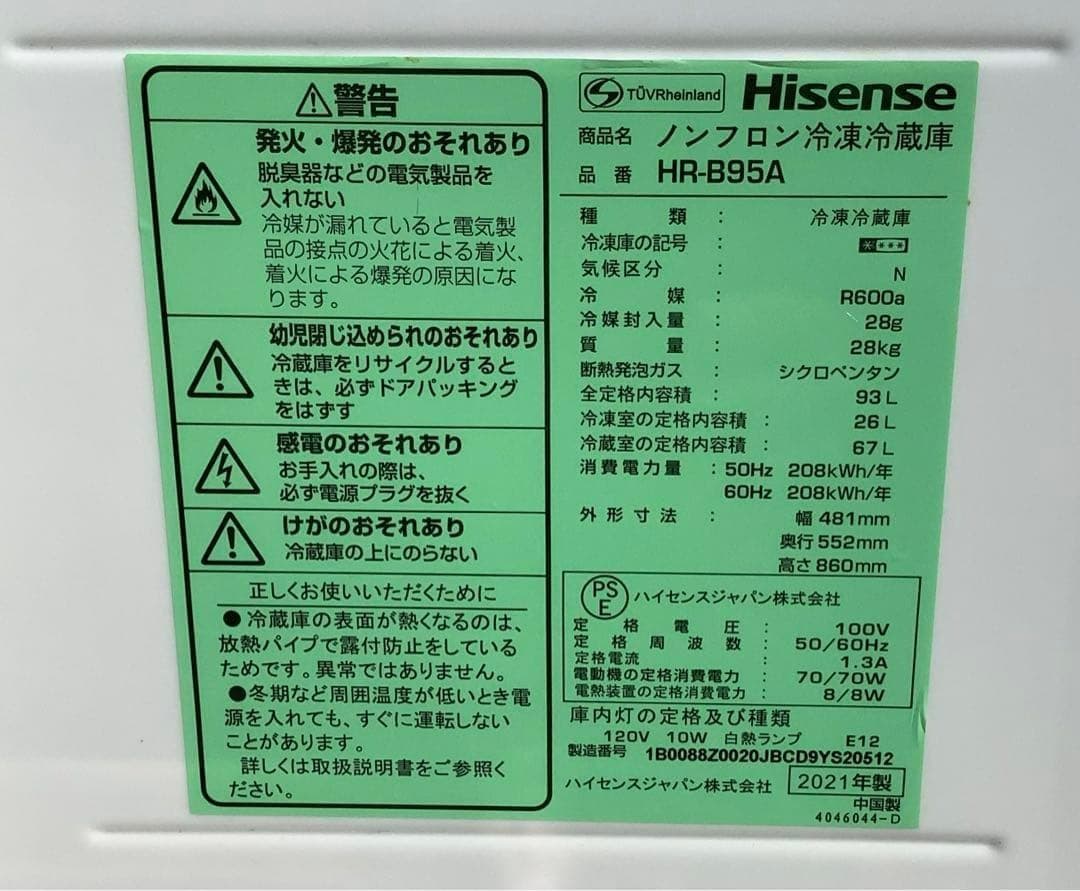 ⚠警告
発火・爆発のおそれあり
脱臭器などの電気製品を
入れない
冷媒が漏れていると電気製
品の接点の火花による着火、
着火による爆発の原因にな
ります。
幼児閉じ込められのおそれあり
冷蔵庫をリサイクルすると
きは、必ずドアパッキング
をはずす
感電のおそれあり
お手入れの際は、
必ず電源プラグを抜く
けがのおそれあり
冷蔵庫の上にのらない
正しくお使いいただくために
●冷蔵庫の表面が熱くなるのは、
放熱パイプで露付防止をしている
ためです。異常ではありません。
●冬期など周囲温度が低いとき電
源を入れても、すぐに運転しない
ことがあります。
詳しくは取扱説明書をご参照く
ださい。
TÜVRheinland Hisense
商品名 ノンフロン冷凍冷蔵庫
品番 HR-B95A
種類 : 冷凍冷蔵庫
冷凍庫の記号 : ＊＊＊＊
気候区分 : N
冷媒 : R600a
冷媒封入量 : 28g
質量 : 28kg
断熱発泡ガス : シクロペンタン
全定格内容積 : 93L
冷凍室の定格内容積 : 26L
冷蔵室の定格内容積 : 67L
消費電力量 : 50Hz 208kWh/年
60Hz 208kWh/年
外形寸法 : 幅 481mm
奥行 552mm
高さ 860mm
PSE ハイセンスジャパン株式会社
定格電圧 : 100V
定格周波数 : 50/60Hz
定格電流 : 1.3A
電動機の定格消費電力 : 70/70W
電熱装置の定格消費電力 : 8/8W
庫内灯の定格及び種類
120V 10W 白熱ランプ E12
製造番号 1B0088Z0020JBCD9YS20512
ハイセンスジャパン株式会社 2021年製
中国製
4046044-D